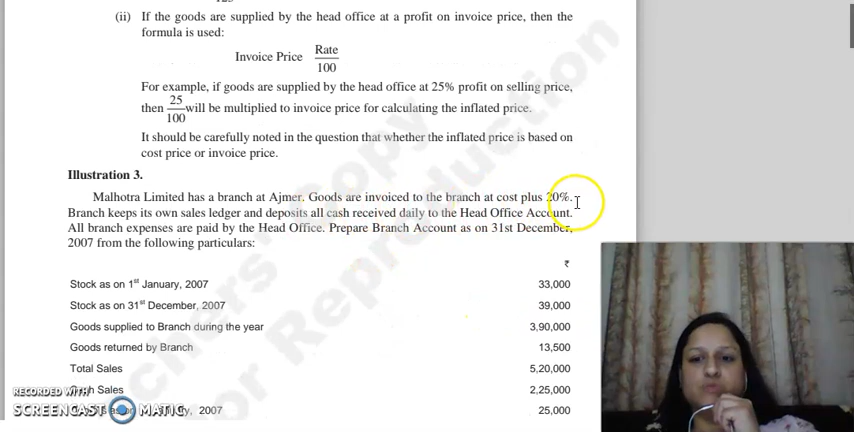 (ii) If the goods are supplied by the head office at a profit on invoice price, then the
formula is used:
Invoice Price Rate/100
For example, if goods are supplied by the head office at 25% profit on selling price,
then 25/100 will be multiplied to invoice price for calculating the inflated price.
It should be carefully noted in the question that whether the inflated price is based on
cost price or invoice price.
Illustration 3.
Malhotra Limited has a branch at Ajmer. Goods are invoiced to the branch at cost plus 20%.
Branch keeps its own sales ledger and deposits all cash received daily to the Head Office Account.
All branch expenses are paid by the Head Office. Prepare Branch Account as on 31st December,
2007 from the following particulars:
₹
Stock as on 1st January, 2007 33,000
Stock as on 31st December, 2007 39,000
Goods supplied to Branch during the year 3,90,000
Goods returned by Branch 13,500
Total Sales 5,20,000
Cash Sales 2,25,000
, 2007 25,000
RECORDED WITH
SCREENCAST MATIC
Teachers' Copy
for Reproduction